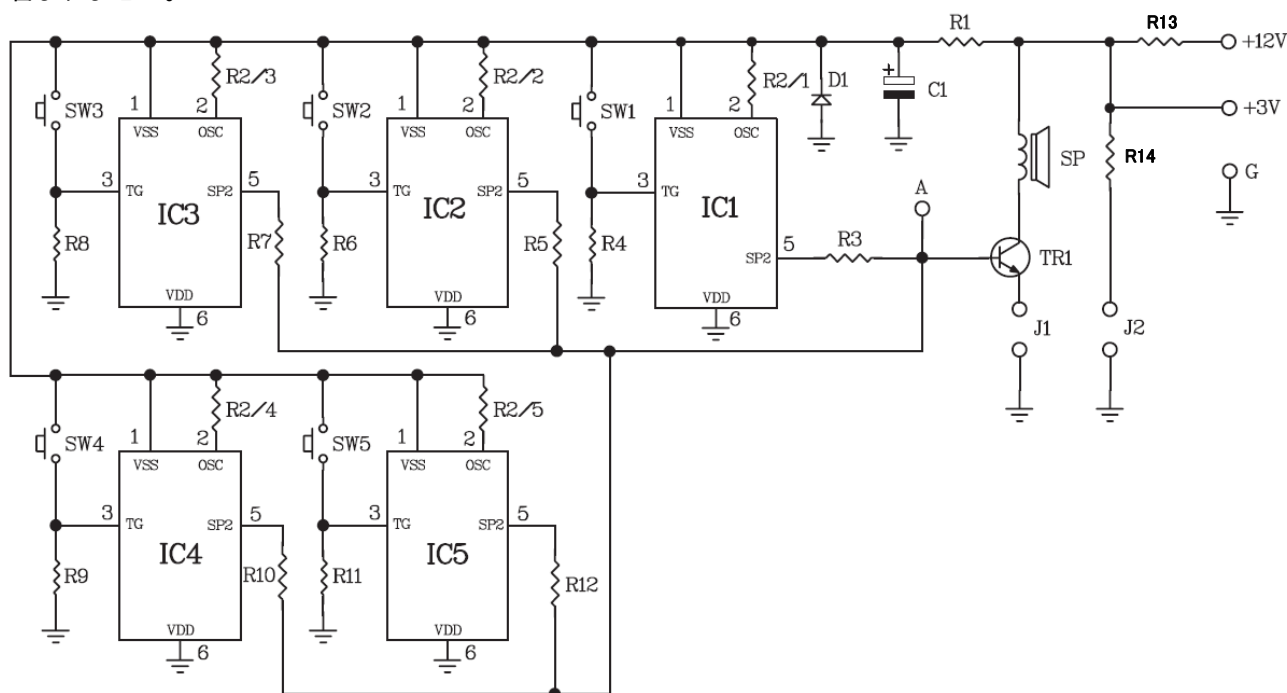 R1
R13
+12V
R2/3
R2/2
R2/1
D1
+
C1
SW3
1
2
SW2
1
2
SW1
1
2
+3V
VSS
OSC
VSS
OSC
VSS
OSC
SP
R14
3
TG
SP2
5
3
TG
SP2
5
3
TG
A
G
IC3
IC2
IC1
R8
R7
R6
R5
R4
SP2
5
R3
TR1
VDD
6
VDD
6
VDD
6
J1
J2
R2/4
R2/5
SW4
1
2
SW5
1
2
VSS
OSC
VSS
OSC
3
TG
SP2
5
3
TG
SP2
5
IC4
IC5
R9
R10
R11
R12
VDD
6
VDD
6